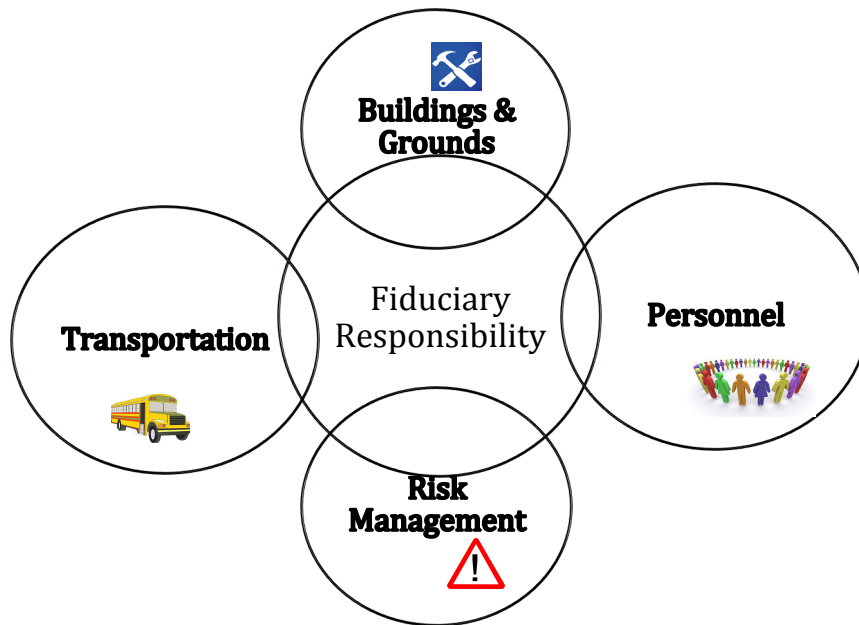 Buildings &
Grounds
Fiduciary
Responsibility
Transportation
Personnel
Risk
Management
!